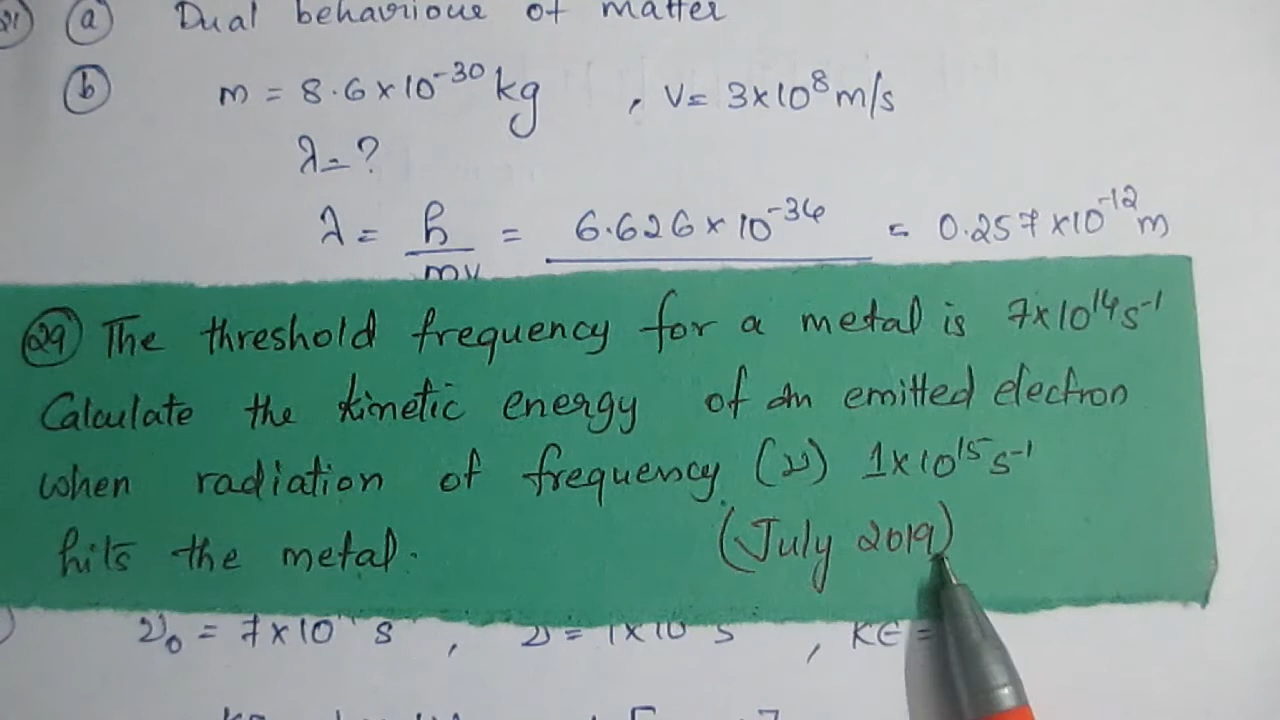 21) (a) Dual behaviour of matter
(b) m = 8.6×10⁻³⁰ kg , V= 3×10⁸ m/s
λ = ?
λ = h/mv = 6.626×10⁻³⁴ = 0.257×10⁻¹² m
(29) The threshold frequency for a metal is 7×10¹⁴ s⁻¹
Calculate the kinetic energy of an emitted electron
when radiation of frequency (ν) 1×10¹⁵ s⁻¹
hits the metal. (July 2019)
ν₀ = 7×10 s , ν = 1×10 s , KE =